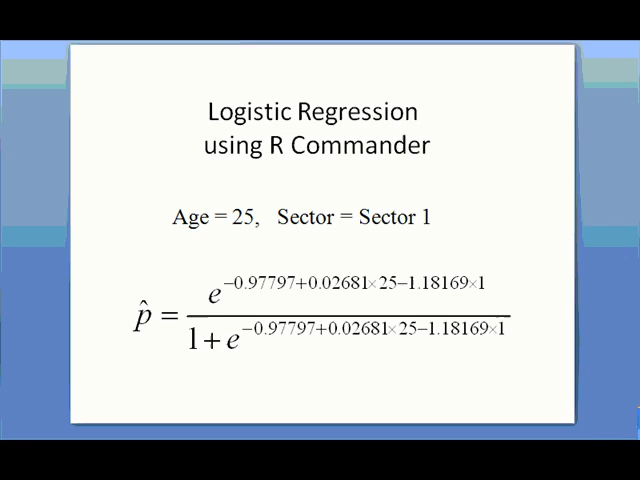 Logistic Regression
using R Commander
Age = 25,   Sector = Sector 1
p̂ = e^(−0.97797+0.02681×25−1.18169×1) / (1 + e^(−0.97797+0.02681×25−1.18169×1))